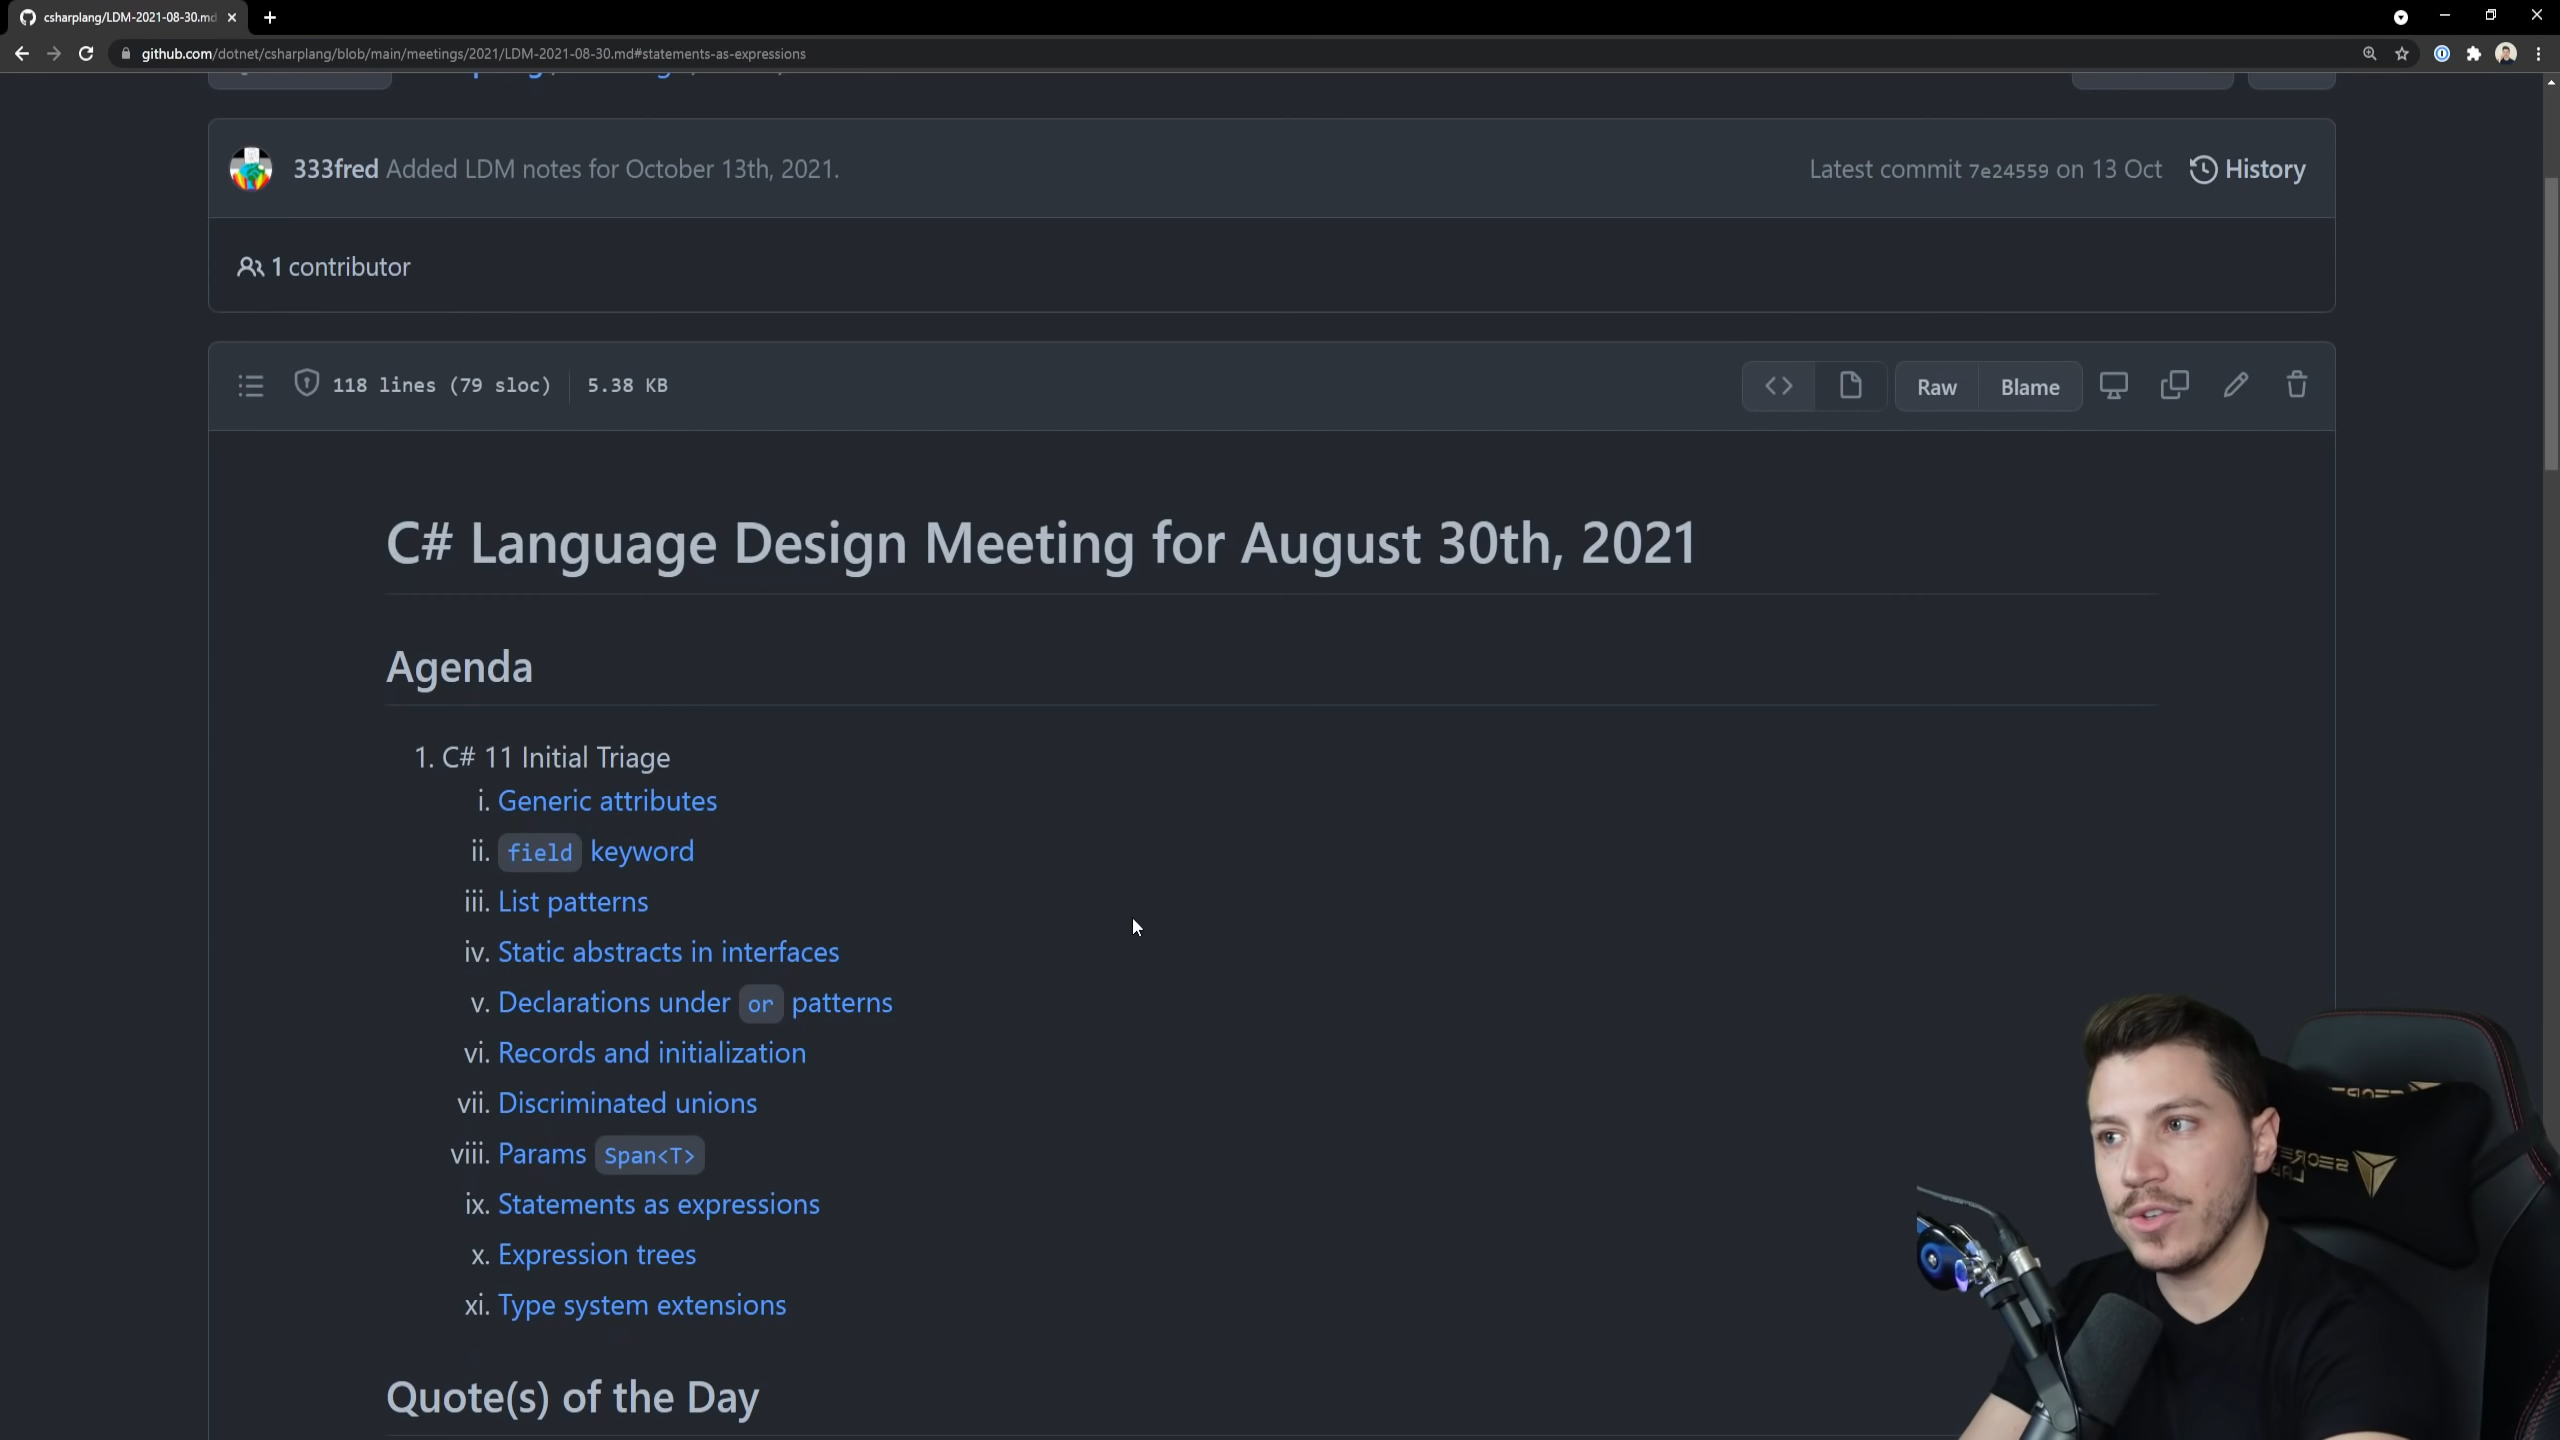 csharplang/LDM-2021-08-30.md
github.com/dotnet/csharplang/blob/main/meetings/2021/LDM-2021-08-30.md#statements-as-expressions
333fred Added LDM notes for October 13th, 2021.
Latest commit 7e24559 on 13 Oct
History
1 contributor
118 lines (79 sloc)
5.38 KB
Raw
Blame
C# Language Design Meeting for August 30th, 2021
Agenda
1. C# 11 Initial Triage
i. Generic attributes
ii. field keyword
iii. List patterns
iv. Static abstracts in interfaces
v. Declarations under or patterns
vi. Records and initialization
vii. Discriminated unions
viii. Params Span<T>
ix. Statements as expressions
x. Expression trees
xi. Type system extensions
Quote(s) of the Day